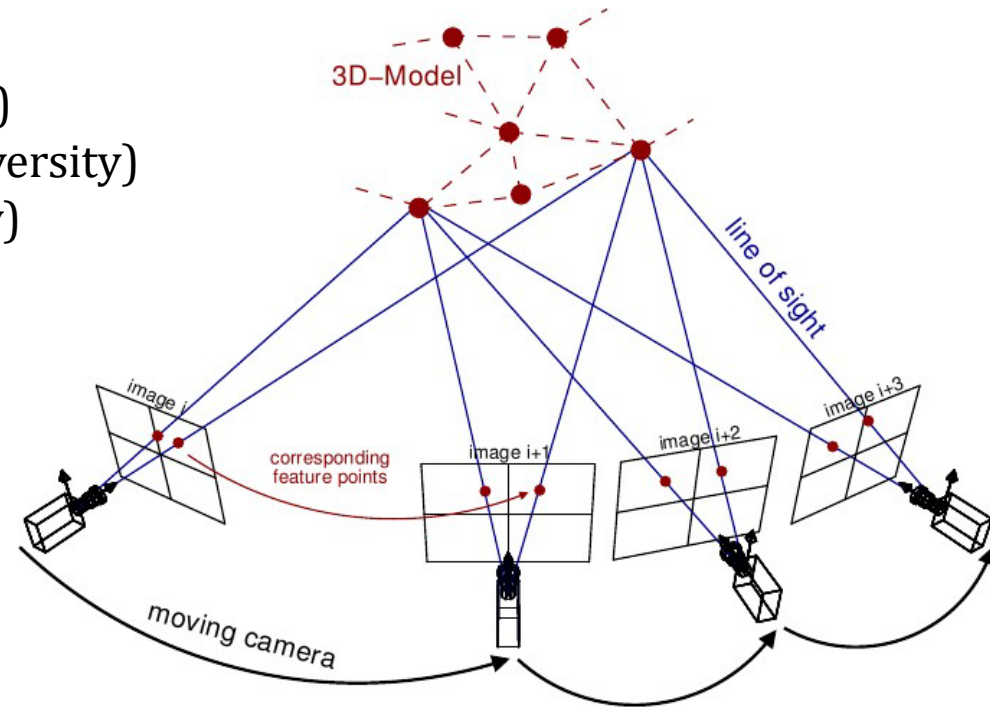 )
versity)
y)
3D–Model
line of sight
image i
corresponding
feature points
image i+1
image i+2
image i+3
moving camera